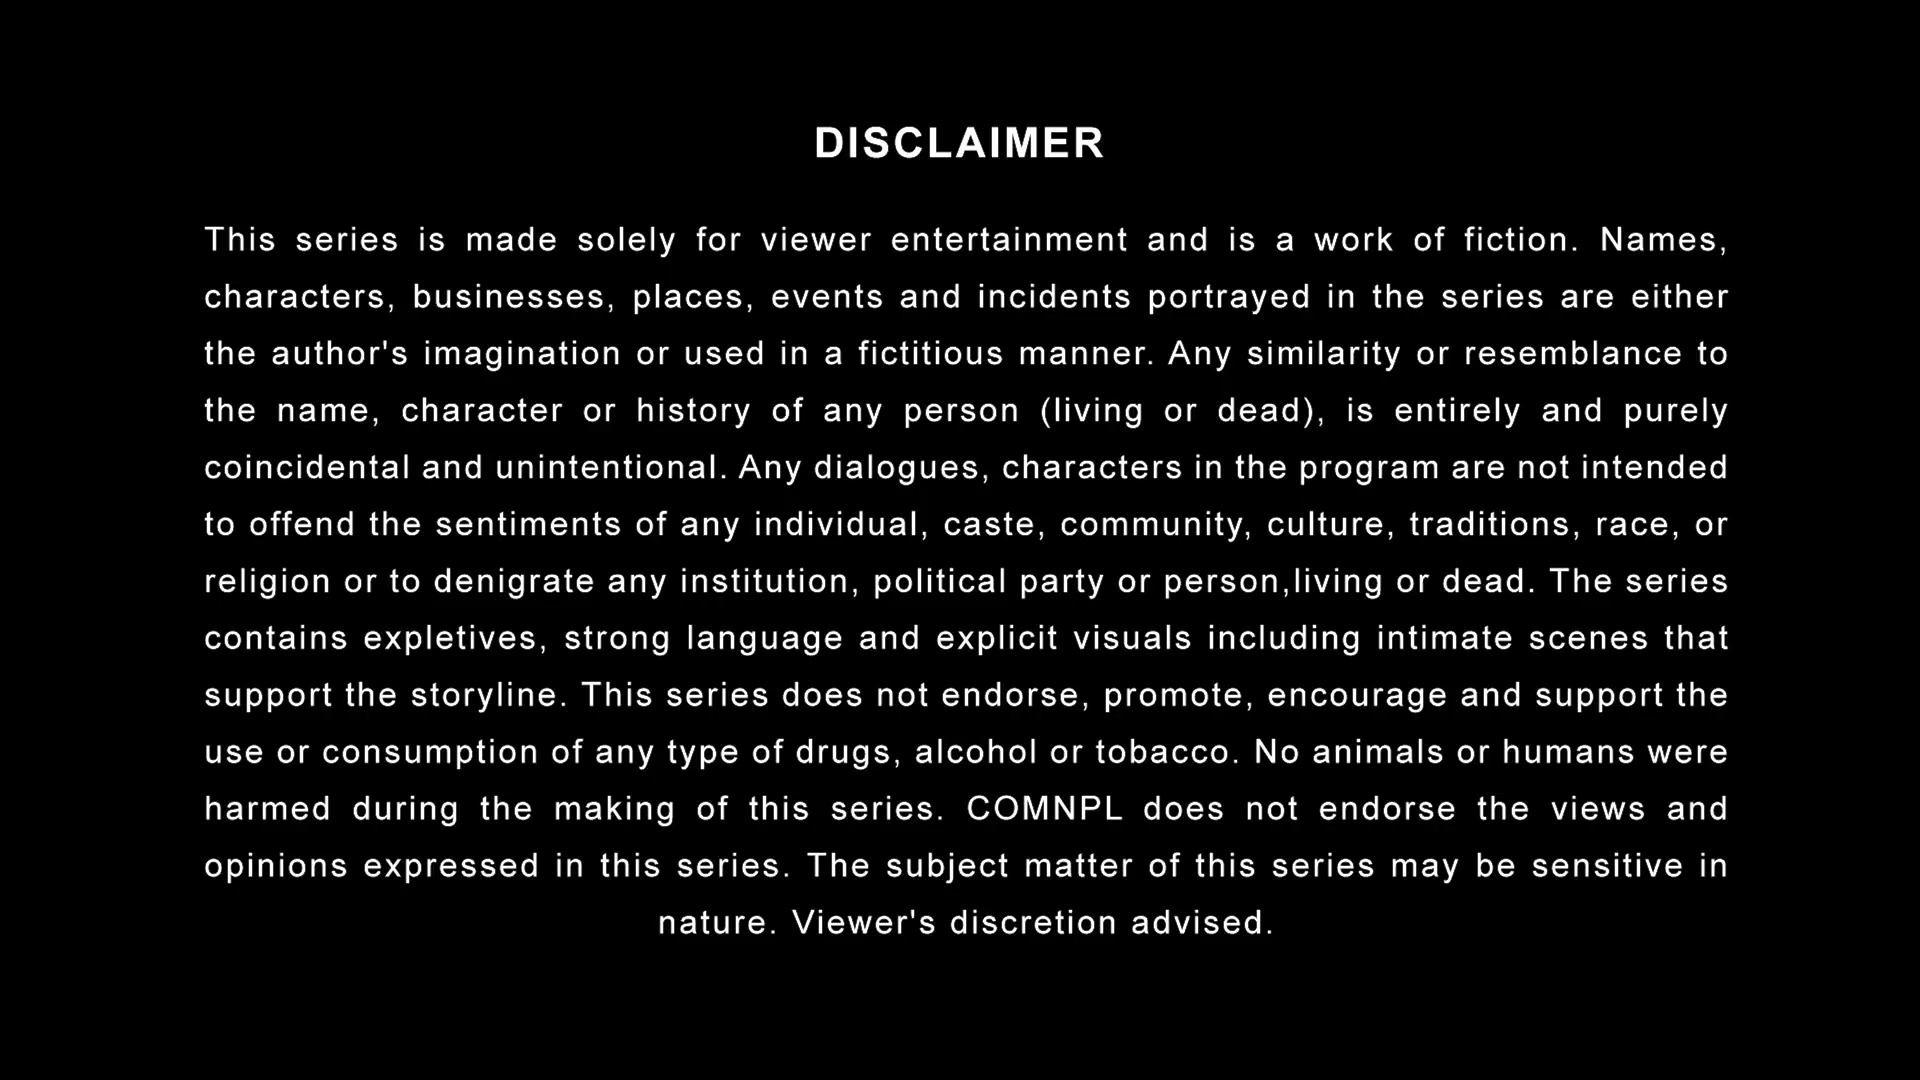 DISCLAIMER
This series is made solely for viewer entertainment and is a work of fiction. Names,
characters, businesses, places, events and incidents portrayed in the series are either
the author's imagination or used in a fictitious manner. Any similarity or resemblance to
the name, character or history of any person (living or dead), is entirely and purely
coincidental and unintentional. Any dialogues, characters in the program are not intended
to offend the sentiments of any individual, caste, community, culture, traditions, race, or
religion or to denigrate any institution, political party or person,living or dead. The series
contains expletives, strong language and explicit visuals including intimate scenes that
support the storyline. This series does not endorse, promote, encourage and support the
use or consumption of any type of drugs, alcohol or tobacco. No animals or humans were
harmed during the making of this series. COMNPL does not endorse the views and
opinions expressed in this series. The subject matter of this series may be sensitive in
nature. Viewer's discretion advised.